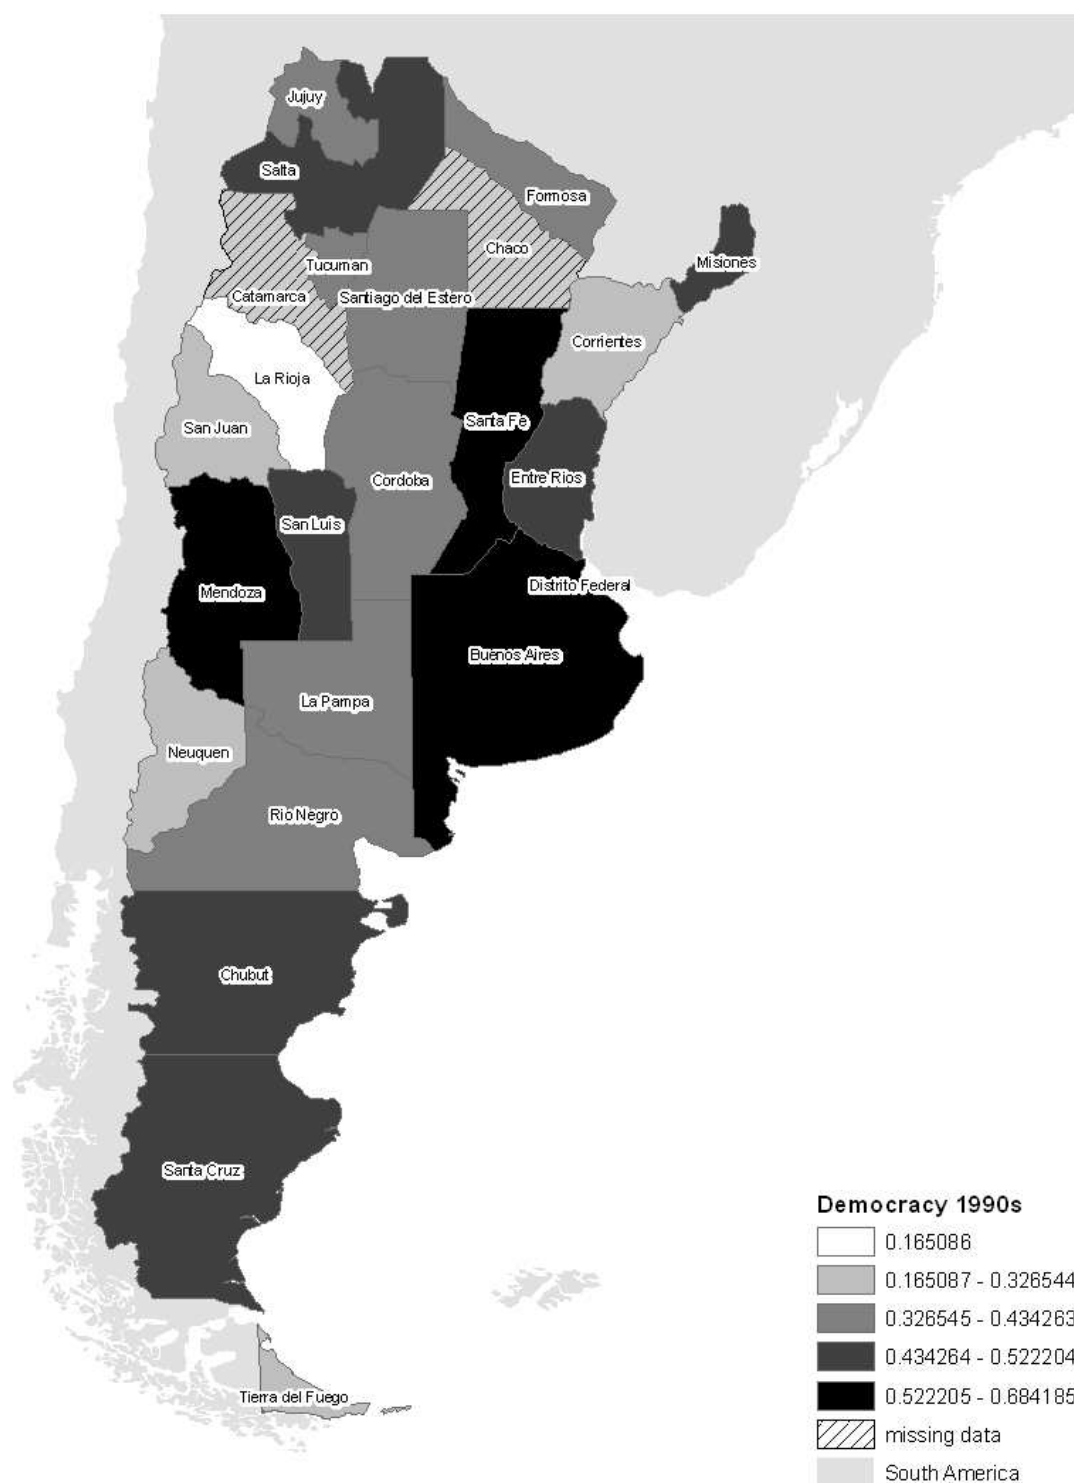 Jujuy
Salta
Formosa
Chaco
Misiones
Tucuman
Catamarca
Santiago del Estero
Corrientes
La Rioja
San Juan
Santa Fe
Cordoba
Entre Rios
San Luis
Mendoza
Distrito Federal
Buenos Aires
La Pampa
Neuquen
Rio Negro
Chubut
Santa Cruz
Tierra del Fuego
Democracy 1990s
0.165086
0.165087 - 0.326544
0.326545 - 0.434263
0.434264 - 0.522204
0.522205 - 0.684185
missing data
South America